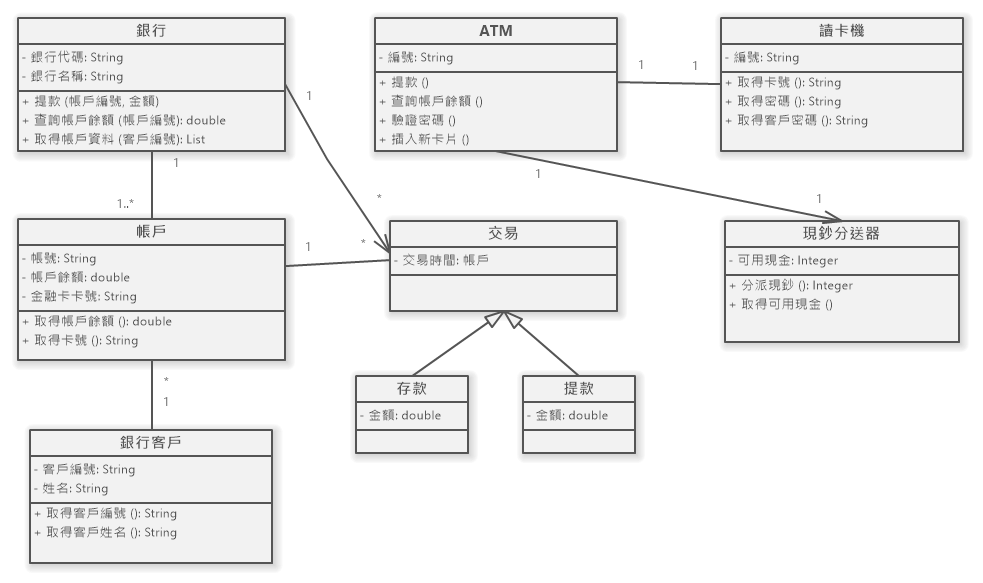 銀行
- 銀行代碼: String
- 銀行名稱: String
+ 提款 (帳戶編號, 金額)
+ 查詢帳戶餘額 (帳戶編號): double
+ 取得帳戶資料 (客戶編號): List
ATM
- 編號: String
+ 提款 ()
+ 查詢帳戶餘額 ()
+ 驗證密碼 ()
+ 插入新卡片 ()
讀卡機
- 編號: String
+ 取得卡號 (): String
+ 取得密碼 (): String
+ 取得客戶密碼 (): String
1
1
1
1
1..*
*
1
1
帳戶
- 帳號: String
- 帳戶餘額: double
- 金融卡卡號: String
+ 取得帳戶餘額 (): double
+ 取得卡號 (): String
1
*
交易
- 交易時間: 帳戶
現鈔分送器
- 可用現金: Integer
+ 分派現鈔 (): Integer
+ 取得可用現金 ()
*
1
存款
- 金額: double
提款
- 金額: double
銀行客戶
- 客戶編號: String
- 姓名: String
+ 取得客戶編號 (): String
+ 取得客戶姓名 (): String